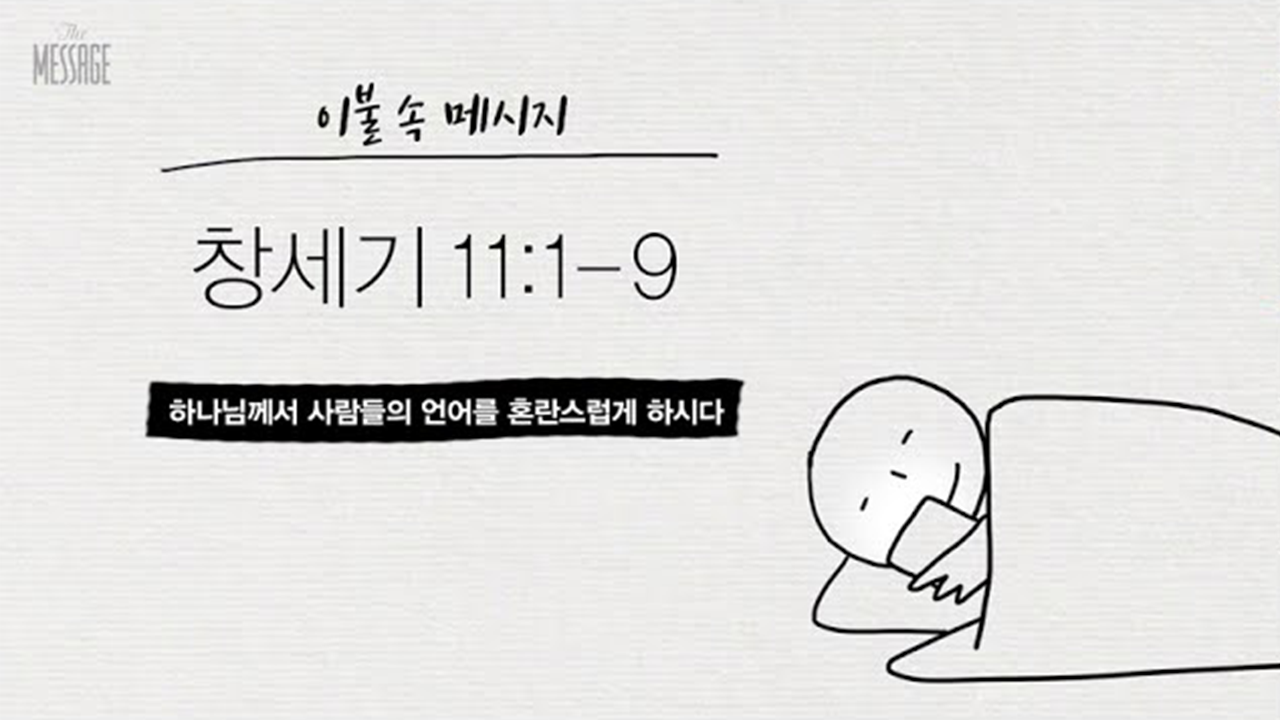 The
MESSAGE
이불 속 메시지
창세기 11:1-9
하나님께서 사람들의 언어를 혼란스럽게 하시다